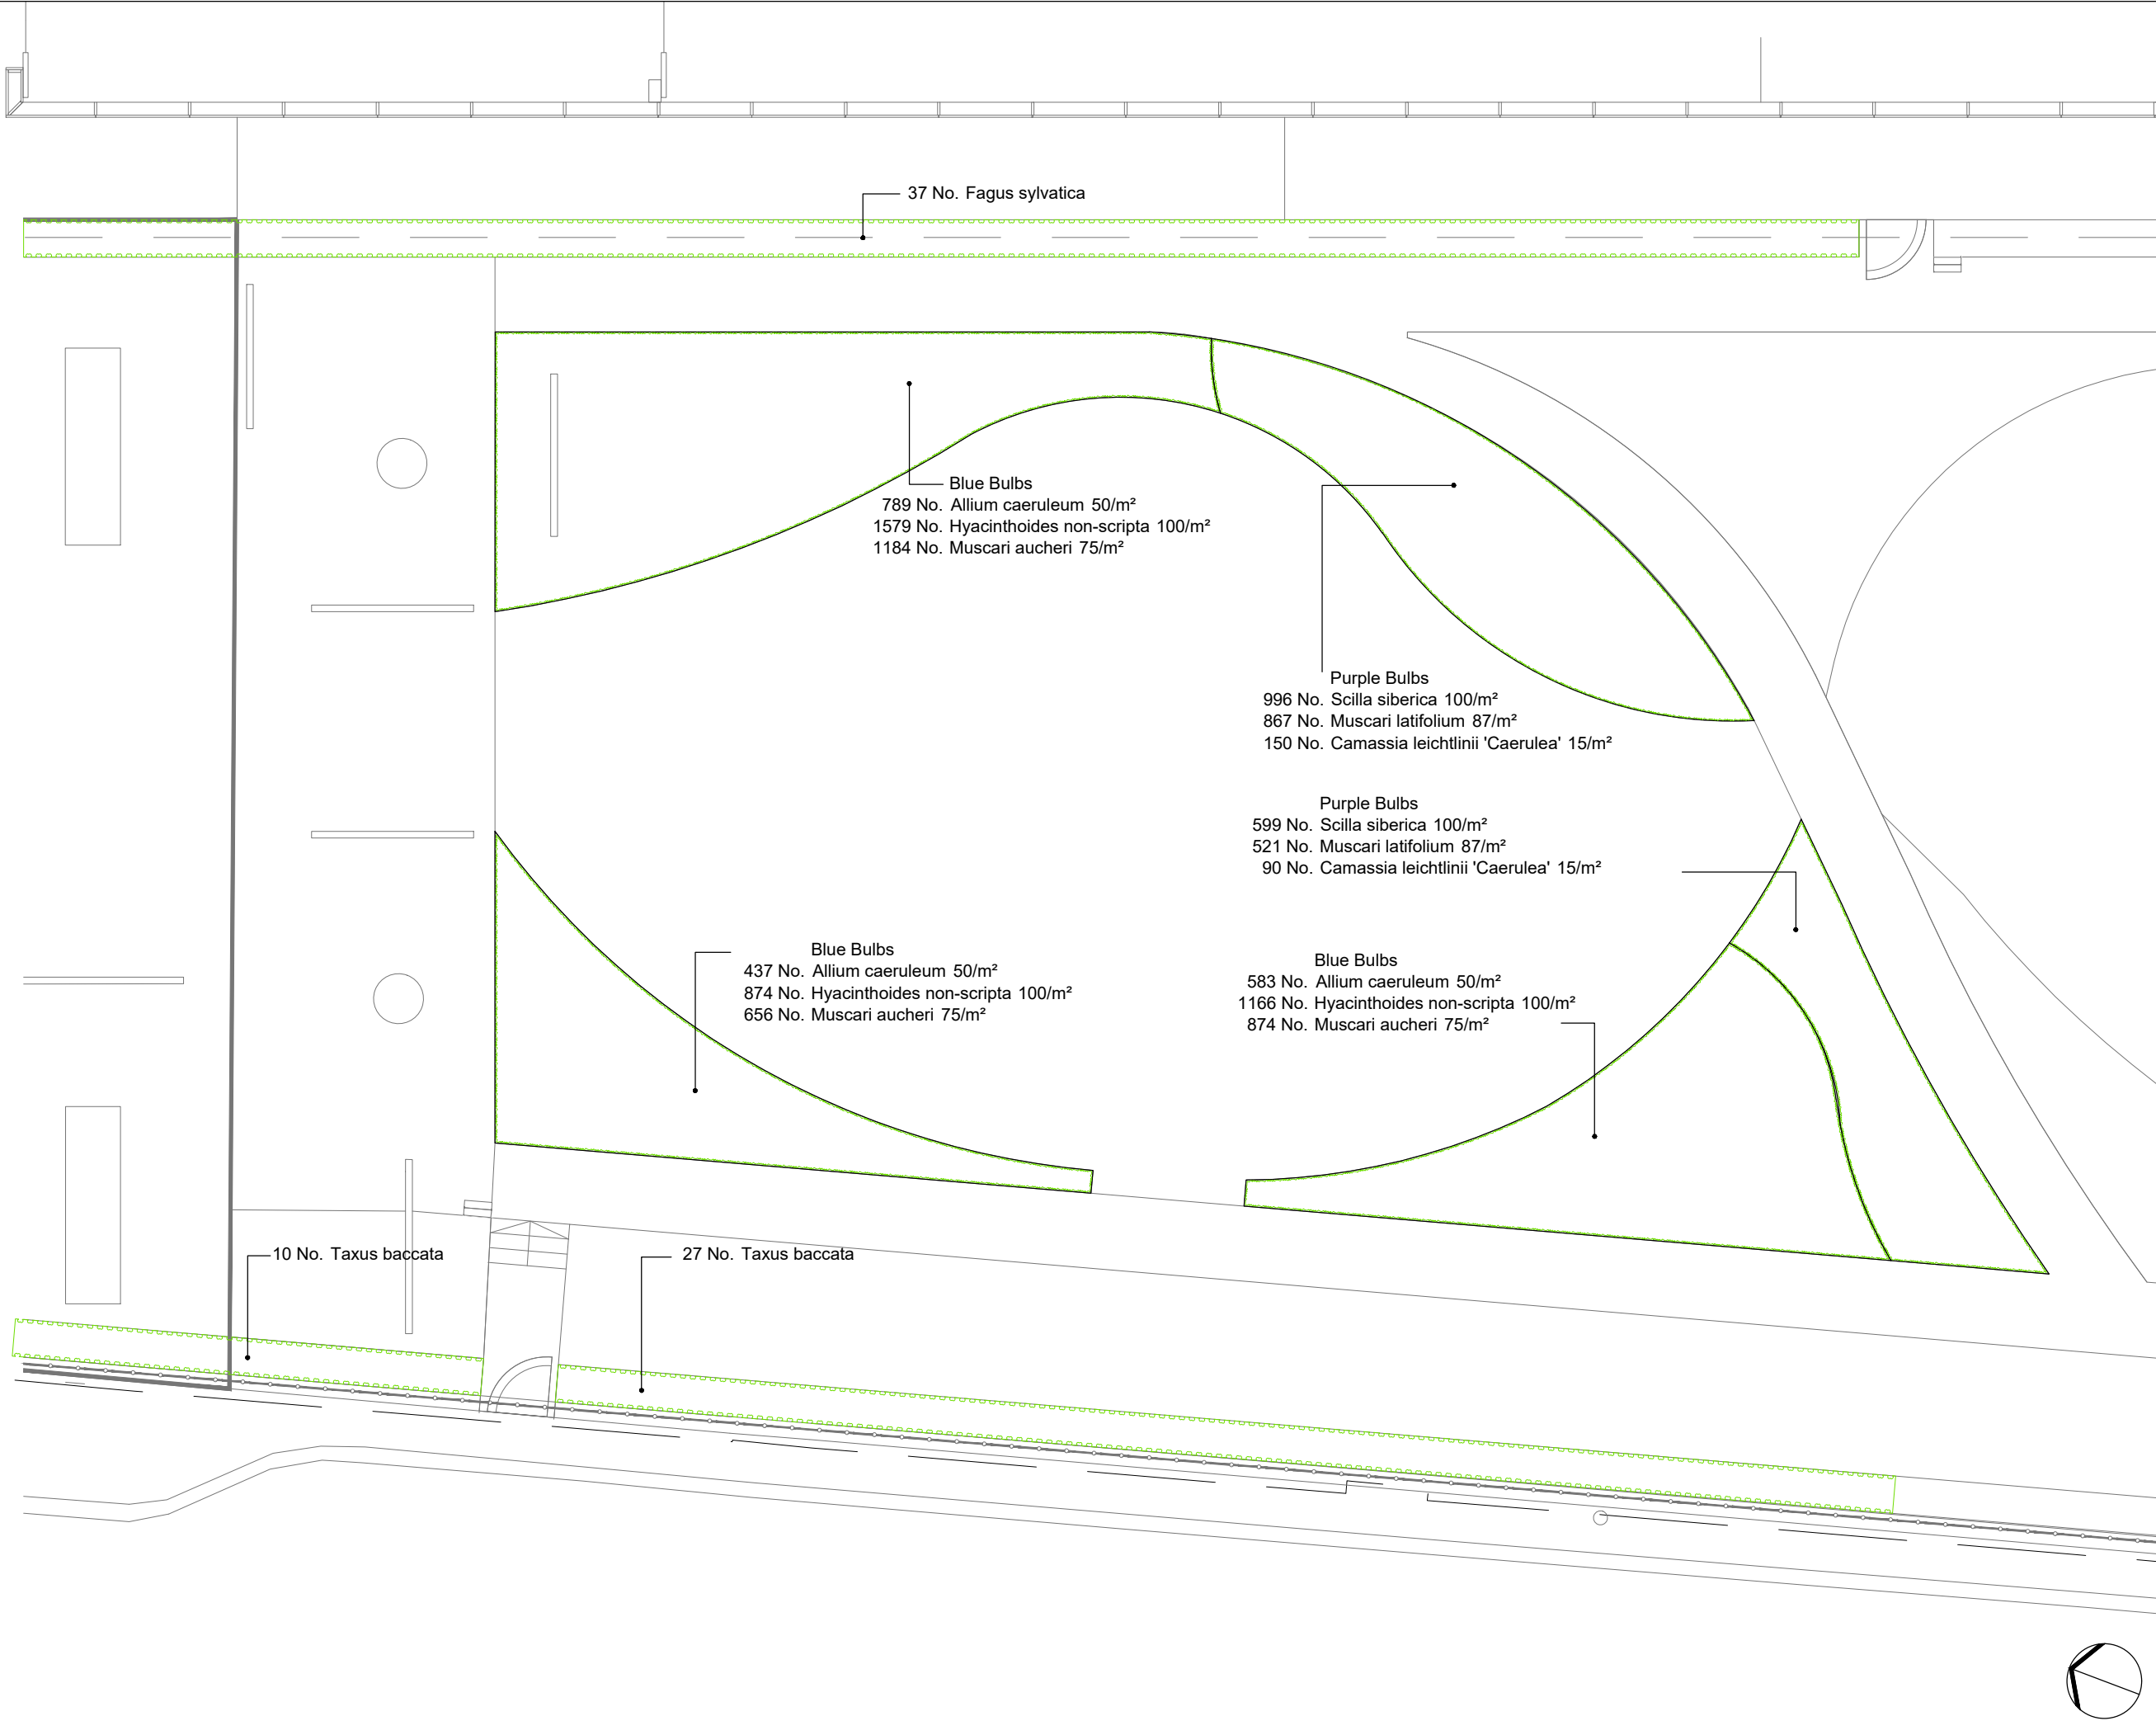 37 No. Fagus sylvatica
Blue Bulbs
789 No. Allium caeruleum 50/m²
1579 No. Hyacinthoides non-scripta 100/m²
1184 No. Muscari aucheri 75/m²
Purple Bulbs
996 No. Scilla siberica 100/m²
867 No. Muscari latifolium 87/m²
150 No. Camassia leichtlinii 'Caerulea' 15/m²
Purple Bulbs
599 No. Scilla siberica 100/m²
521 No. Muscari latifolium 87/m²
90 No. Camassia leichtlinii 'Caerulea' 15/m²
Blue Bulbs
437 No. Allium caeruleum 50/m²
874 No. Hyacinthoides non-scripta 100/m²
656 No. Muscari aucheri 75/m²
Blue Bulbs
583 No. Allium caeruleum 50/m²
1166 No. Hyacinthoides non-scripta 100/m²
874 No. Muscari aucheri 75/m²
10 No. Taxus baccata
27 No. Taxus baccata